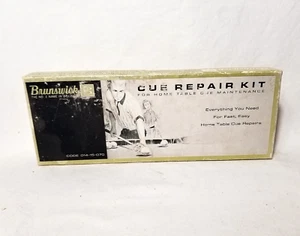 Brunswick
CUE REPAIR KIT
FOR HOME TABLE CUE MAINTENANCE
Everything You Need
For Fast, Easy
Home Table Cue Repairs